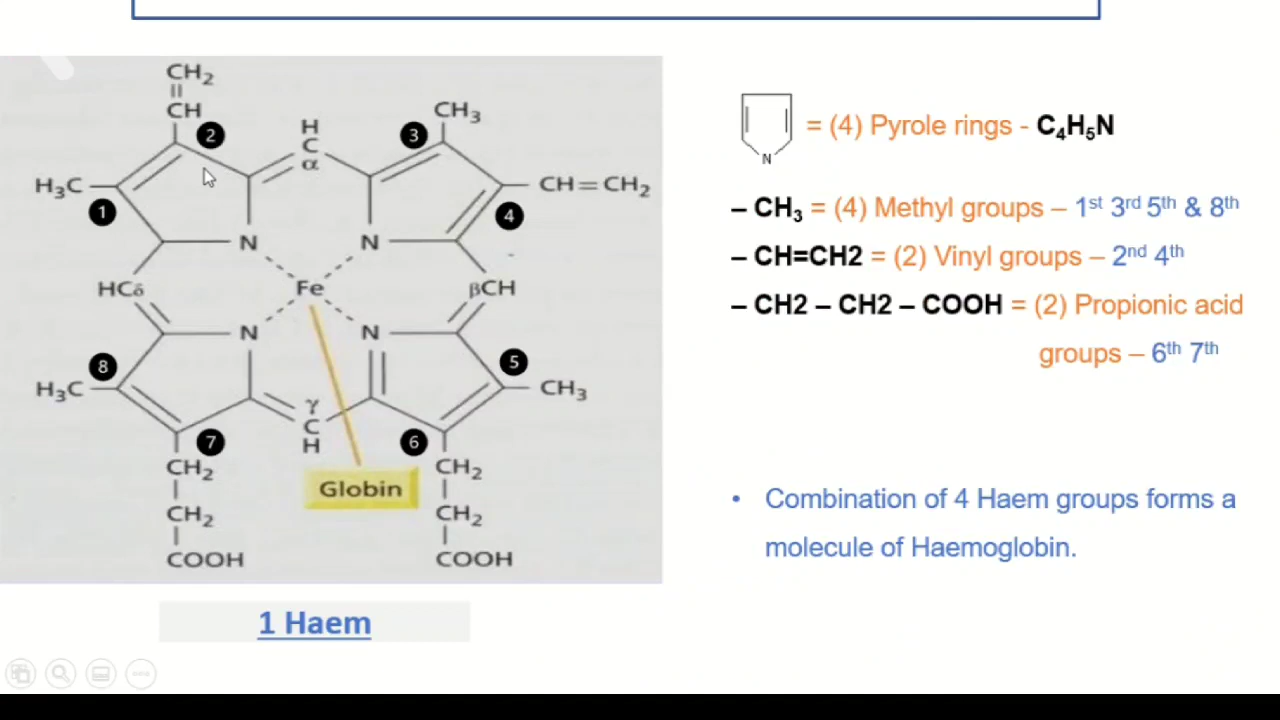 CH₂
CH
2
H
C
α
3
CH₃
H₃C
1
4
CH=CH₂
N
N
HCδ
Fe
βCH
N
N
8
H₃C
5
CH₃
γ
C
H
7
6
CH₂
CH₂
Globin
CH₂
CH₂
COOH
COOH
1 Haem
N
= (4) Pyrole rings - C₄H₅N
– CH₃ = (4) Methyl groups – 1st 3rd 5th & 8th
– CH=CH2 = (2) Vinyl groups – 2nd 4th
– CH2 – CH2 – COOH = (2) Propionic acid
groups – 6th 7th
• Combination of 4 Haem groups forms a
molecule of Haemoglobin.